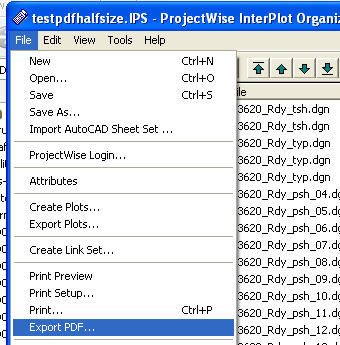 testpdfhalfsize.IPS - ProjectWise InterPlot Organiz
File Edit View Tools Help
New Ctrl+N
Open... Ctrl+O
Save Ctrl+S
Save As...
Import AutoCAD Sheet Set ...
ProjectWise Login...
Attributes
Create Plots...
Export Plots...
Create Link Set...
Print Preview
Print Setup...
Print... Ctrl+P
Export PDF...
3620_Rdy_tsh.dgn
3620_Rdy_tsh.dgn
3620_Rdy_typ.dgn
3620_Rdy_typ.dgn
3620_Rdy_typ.dgn
3620_Rdy_psh_04.dg
3620_Rdy_psh_05.dg
3620_Rdy_psh_06.dg
3620_Rdy_psh_07.dg
3620_Rdy_psh_08.dg
3620_Rdy_psh_09.dg
3620_Rdy_psh_10.dg
3620_Rdy_psh_11.dg
3620_Rdy_psh_12.dg